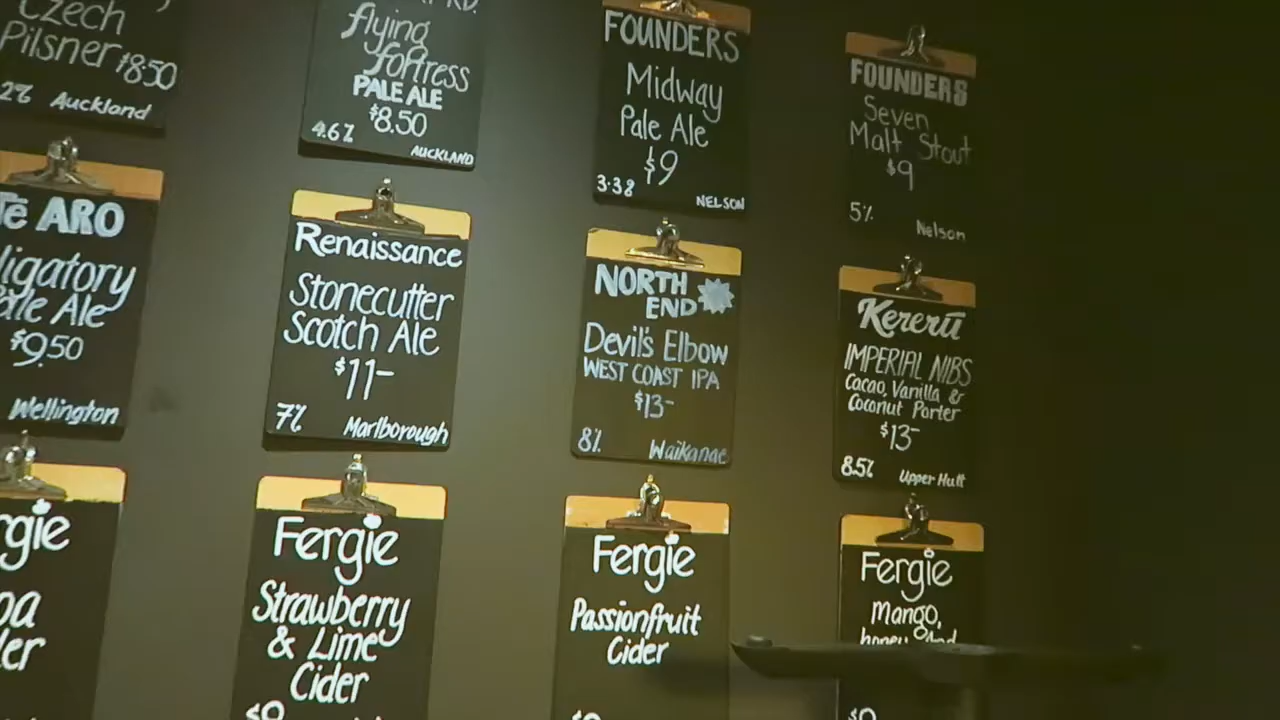 Czech
Pilsner $8.50
2% Auckland
flying
fortress
PALE ALE
$8.50
4.6%
AUCKLAND
FOUNDERS
Midway
Pale Ale
$9
3.38
NELSON
FOUNDERS
Seven
Malt Stout
$9
5%
Nelson
ARO
ligatory
Ale
$9.50
Wellington
Renaissance
Stonecutter
Scotch Ale
$11-
7%
Marlborough
NORTH
END
Devil's Elbow
WEST COAST IPA
$13-
8%
Waikanae
Kererū
IMPERIAL NIBS
Cacao, Vanilla &
Coconut Porter
$13-
8.5%
Upper Hutt
rgie
Fergie
Strawberry
& Lime
Cider
Fergie
Passionfruit
Cider
Fergie
Mango,